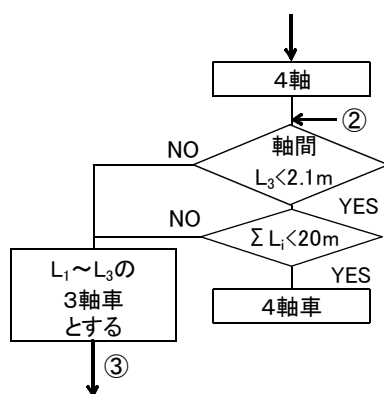 4軸
②
軸間
L₃<2.1m
NO
YES
NO
ΣLᵢ<20m
YES
L₁～L₃の
3軸車
とする
4軸車
③